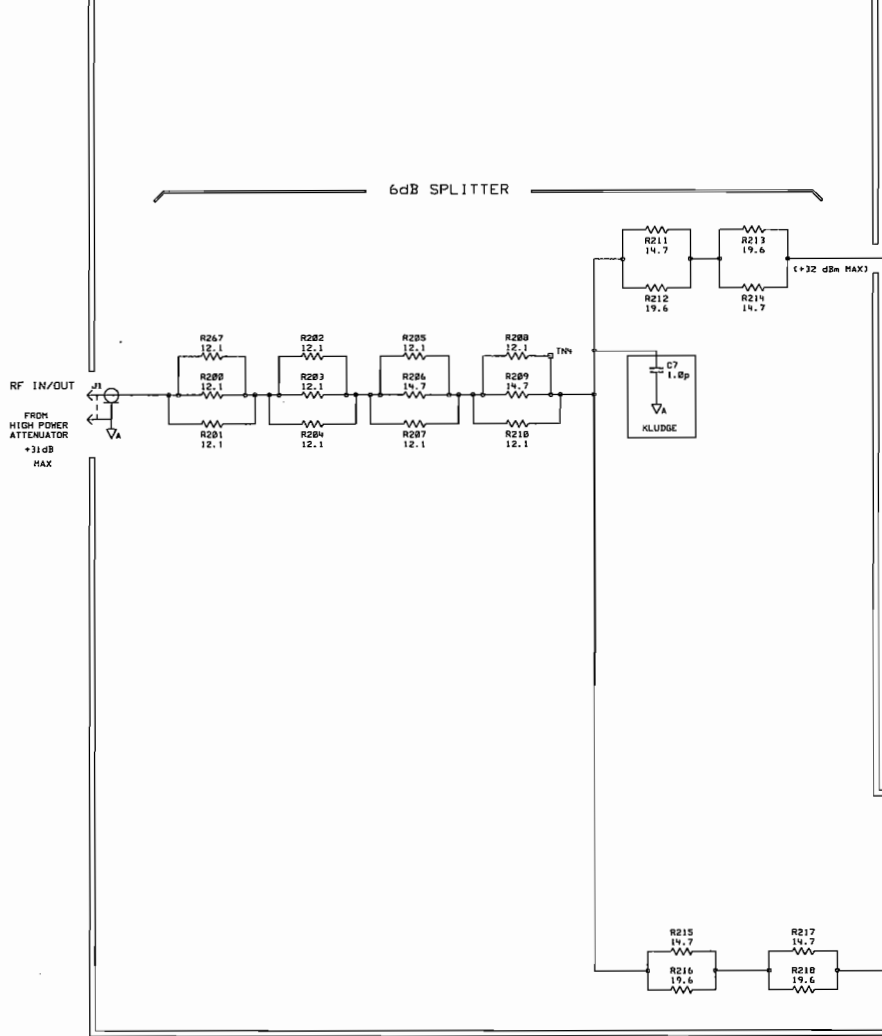 6dB SPLITTER
R211
14.7
R213
19.6
(+32 dBm MAX)
R212
19.6
R214
14.7
R267
12.1
R202
12.1
R205
12.1
R208
12.1
TN4
RF IN/OUT
J1
R200
12.1
R203
12.1
R206
14.7
R209
14.7
C7
1.0p
A
KLUDGE
FROM
HIGH POWER
ATTENUATOR
+31dB
MAX
A
R201
12.1
R204
12.1
R207
12.1
R210
12.1
R215
14.7
R217
14.7
R216
19.6
R218
19.6